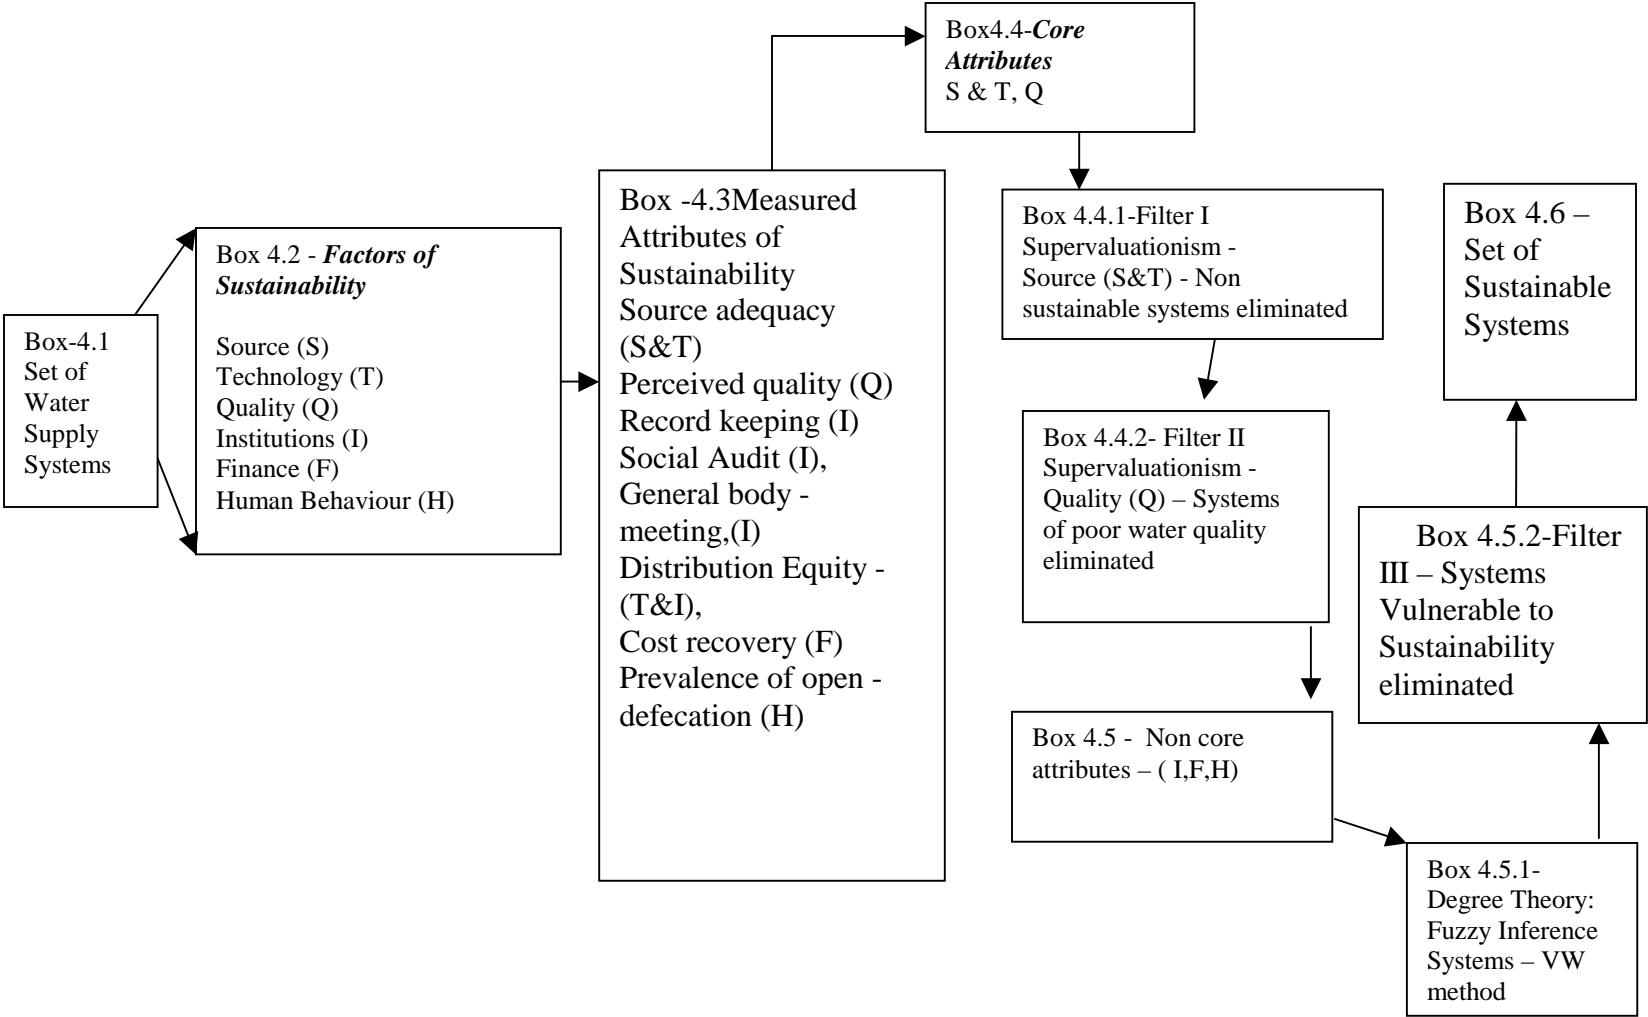 Box-4.1
Set of
Water
Supply
Systems
Box 4.2 - Factors of
Sustainability
Source (S)
Technology (T)
Quality (Q)
Institutions (I)
Finance (F)
Human Behaviour (H)
Box -4.3Measured
Attributes of
Sustainability
Source adequacy
(S&T)
Perceived quality (Q)
Record keeping (I)
Social Audit (I),
General body -
meeting,(I)
Distribution Equity -
(T&I),
Cost recovery (F)
Prevalence of open -
defecation (H)
Box4.4-Core
Attributes
S & T, Q
Box 4.4.1-Filter I
Supervaluationism -
Source (S&T) - Non
sustainable systems eliminated
Box 4.4.2- Filter II
Supervaluationism -
Quality (Q) – Systems
of poor water quality
eliminated
Box 4.5 - Non core
attributes – ( I,F,H)
Box 4.5.1-
Degree Theory:
Fuzzy Inference
Systems – VW
method
Box 4.5.2-Filter
III – Systems
Vulnerable to
Sustainability
eliminated
Box 4.6 –
Set of
Sustainable
Systems